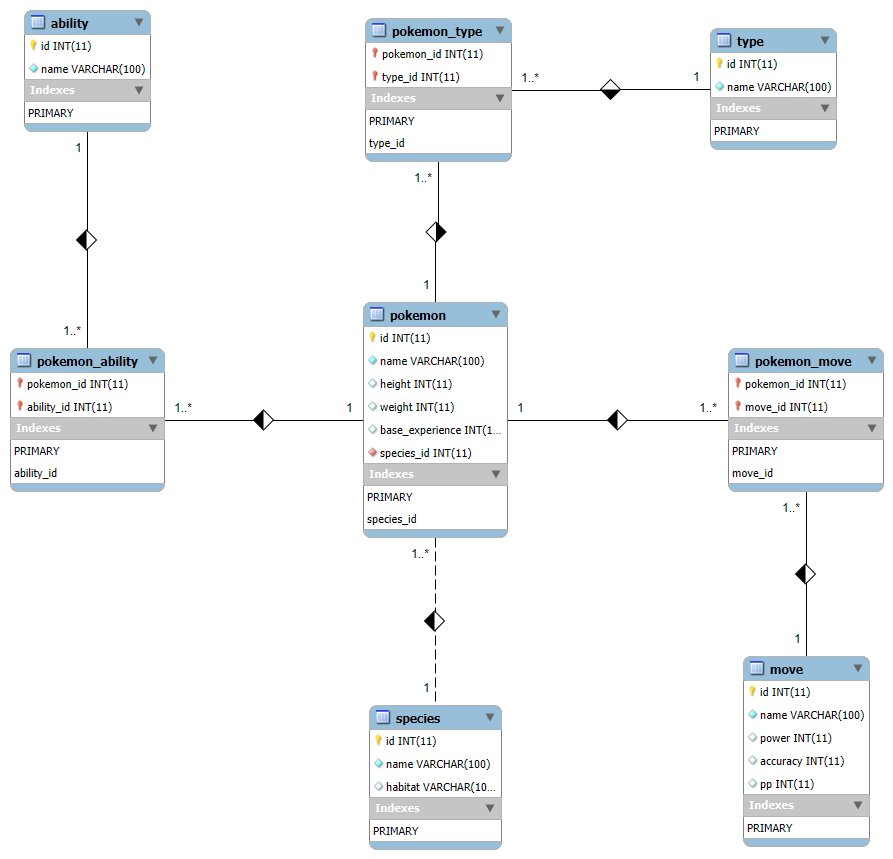 ability
id INT(11)
name VARCHAR(100)
Indexes
PRIMARY
1
1..*
pokemon_type
pokemon_id INT(11)
type_id INT(11)
Indexes
PRIMARY
type_id
1..*
1
type
id INT(11)
name VARCHAR(100)
Indexes
PRIMARY
1..*
1
pokemon_ability
pokemon_id INT(11)
ability_id INT(11)
Indexes
PRIMARY
ability_id
1..*
1
pokemon
id INT(11)
name VARCHAR(100)
height INT(11)
weight INT(11)
base_experience INT(1...
species_id INT(11)
Indexes
PRIMARY
species_id
1
1..*
pokemon_move
pokemon_id INT(11)
move_id INT(11)
Indexes
PRIMARY
move_id
1..*
1
1..*
1
species
id INT(11)
name VARCHAR(100)
habitat VARCHAR(10...
Indexes
PRIMARY
move
id INT(11)
name VARCHAR(100)
power INT(11)
accuracy INT(11)
pp INT(11)
Indexes
PRIMARY